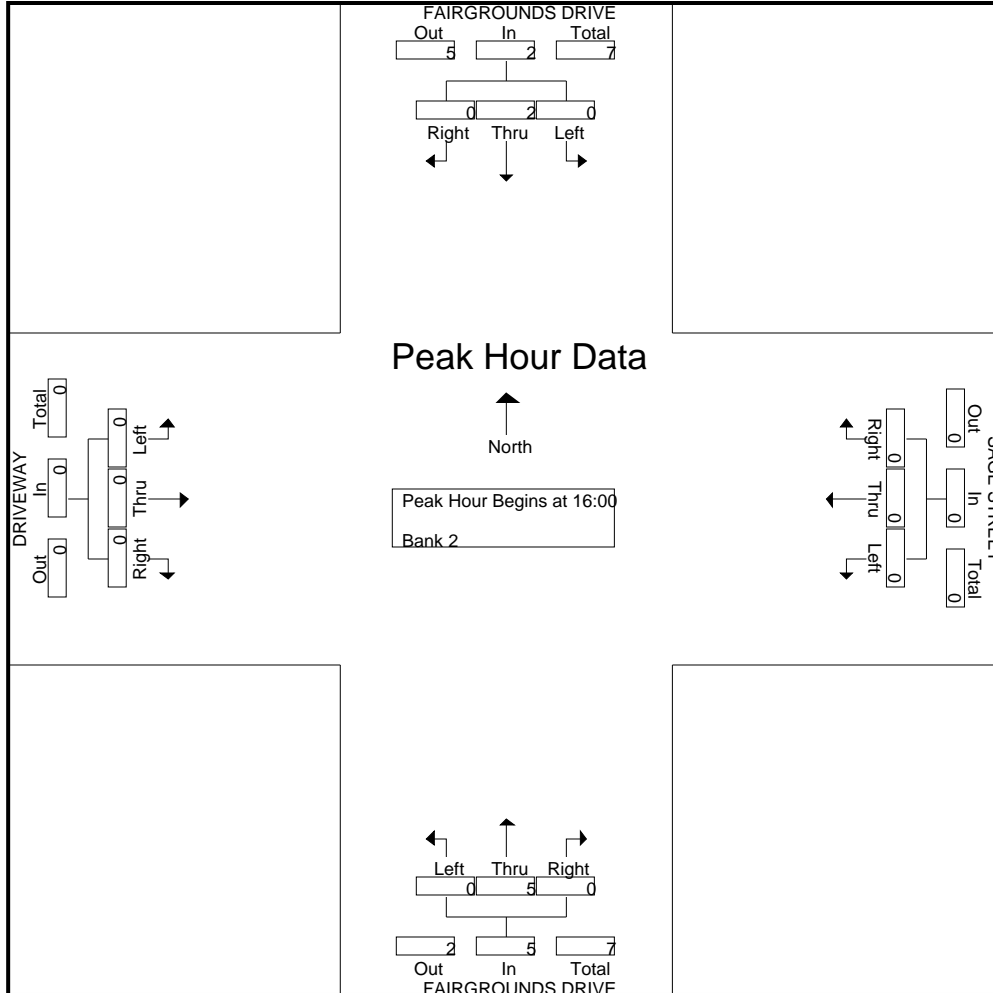 FAIRGROUNDS DRIVE
Out In Total
5 2 7
0 2 0
Right Thru Left
Peak Hour Data
North
Peak Hour Begins at 16:00
Bank 2
DRIVEWAY
Out In Total
0 0 0
Right Thru Left
0 0 0
Out In Total
0 0 0
Right Thru Left
0 0 0
Left Thru Right
0 5 0
2 5 7
Out In Total
FAIRGROUNDS DRIVE